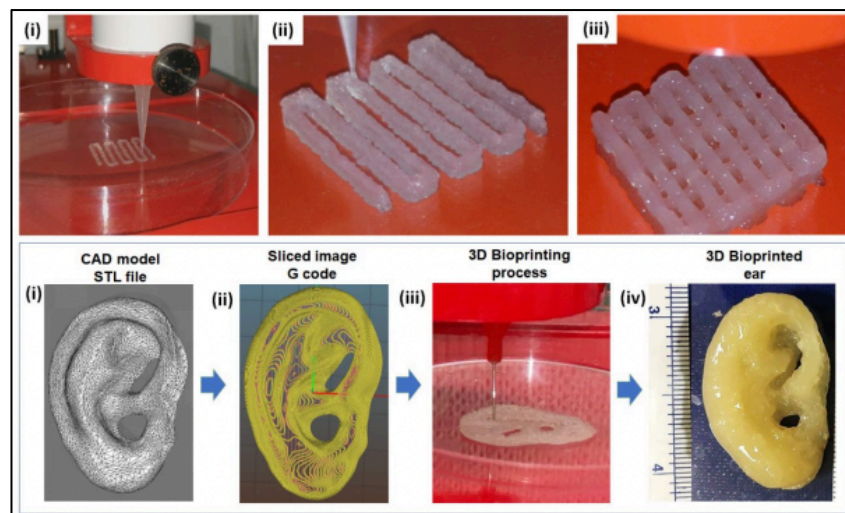 (i)
(ii)
(iii)
CAD model
STL file
Sliced image
G code
3D Bioprinting
process
3D Bioprinted
ear
(i)
(ii)
(iii)
(iv)
3
4